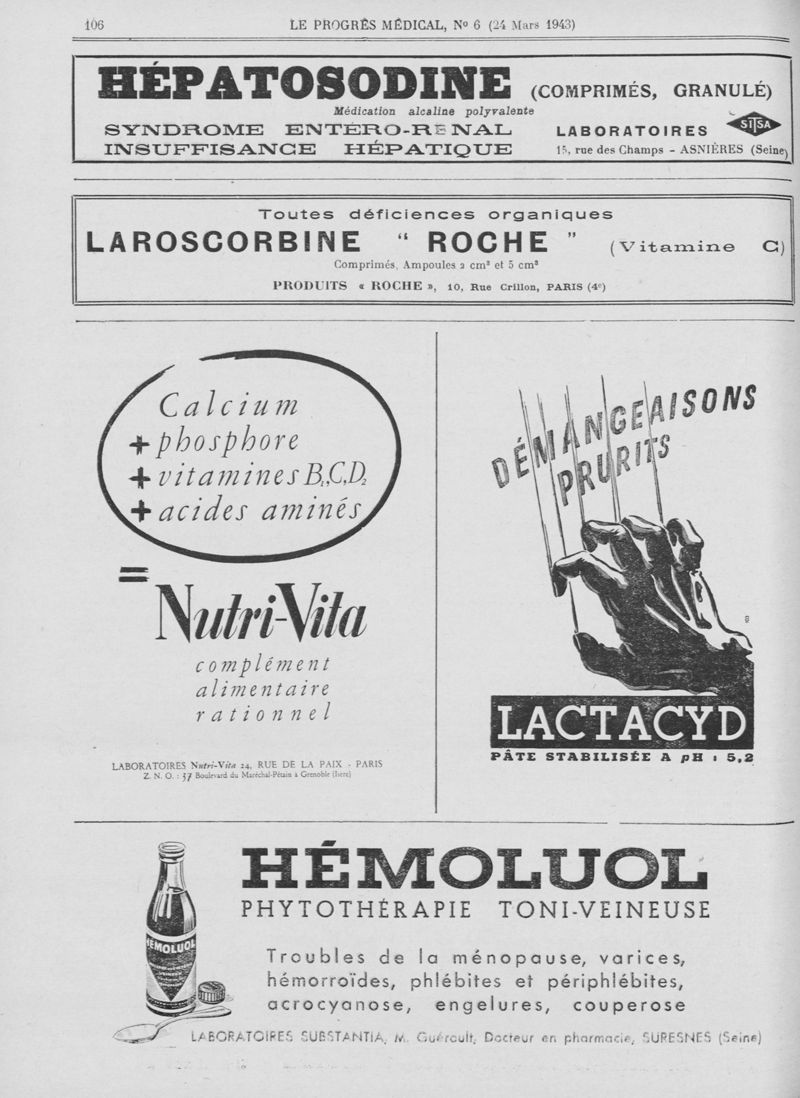 106
LE PROGRÈS MÉDICAL, Nº 6 (24 Mars 1943)
HÉPATOSODINE (COMPRIMÉS, GRANULÉ)
Médication alcaline polyvalente
SYNDROME ENTÉRO-RENAL
INSUFFISANCE HÉPATIQUE
LABORATOIRES SITSA
15, rue des Champs - ASNIÈRES (Seine)
Toutes déficiences organiques
LAROSCORBINE “ ROCHE ” (Vitamine C)
Comprimés, Ampoules 2 cm³ et 5 cm³
PRODUITS « ROCHE », 10, Rue Crillon, PARIS (4e)
Calcium
+ phosphore
+ vitamines B₁,C,D₂
+ acides aminés
=
Nutri-Vita
complément
alimentaire
rationnel
LABORATOIRES Nutri-Vita 24, RUE DE LA PAIX - PARIS
Z. N. O. : 37 Boulevard du Maréchal-Pétain à Grenoble (Isère)
DÉMANGEAISONS
PRURITS
LACTACYD
PÂTE STABILISÉE A pH : 5,2
HÉMOLUOL
PHYTOTHÉRAPIE TONI-VEINEUSE
HEMOLUOL
Troubles de la ménopause, varices,
hémorroïdes, phlébites et périphlébites,
acrocyanose, engelures, couperose
LABORATOIRES SUBSTANTIA, M. Guéroult, Docteur en pharmacie, SURESNES (Seine)